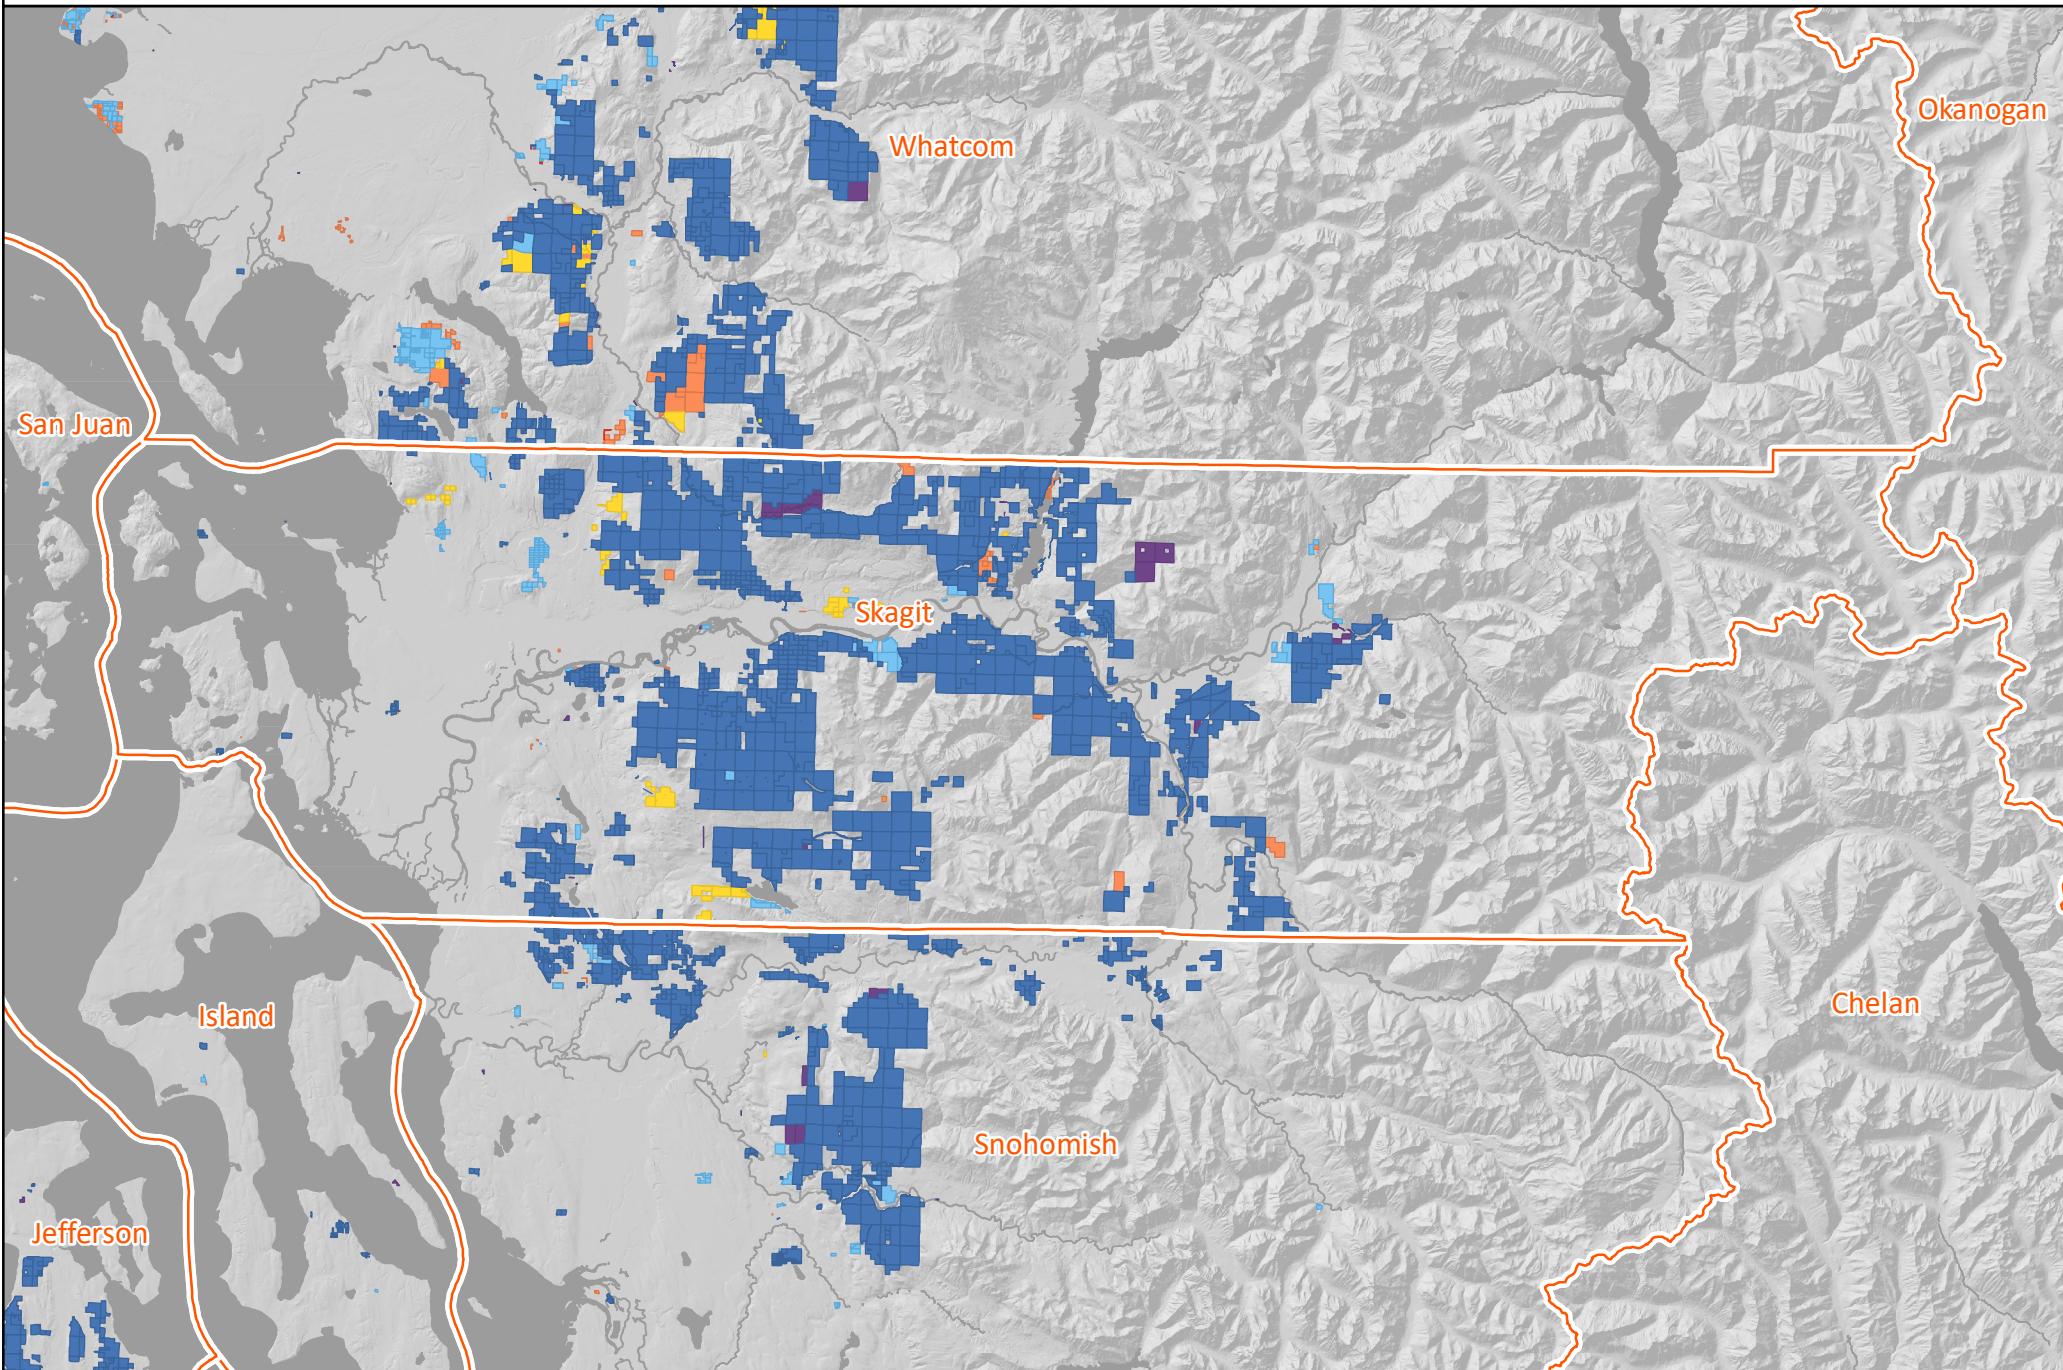 Okanogan
Whatcom
San Juan
Skagit
Island
Chelan
Snohomish
Jefferson